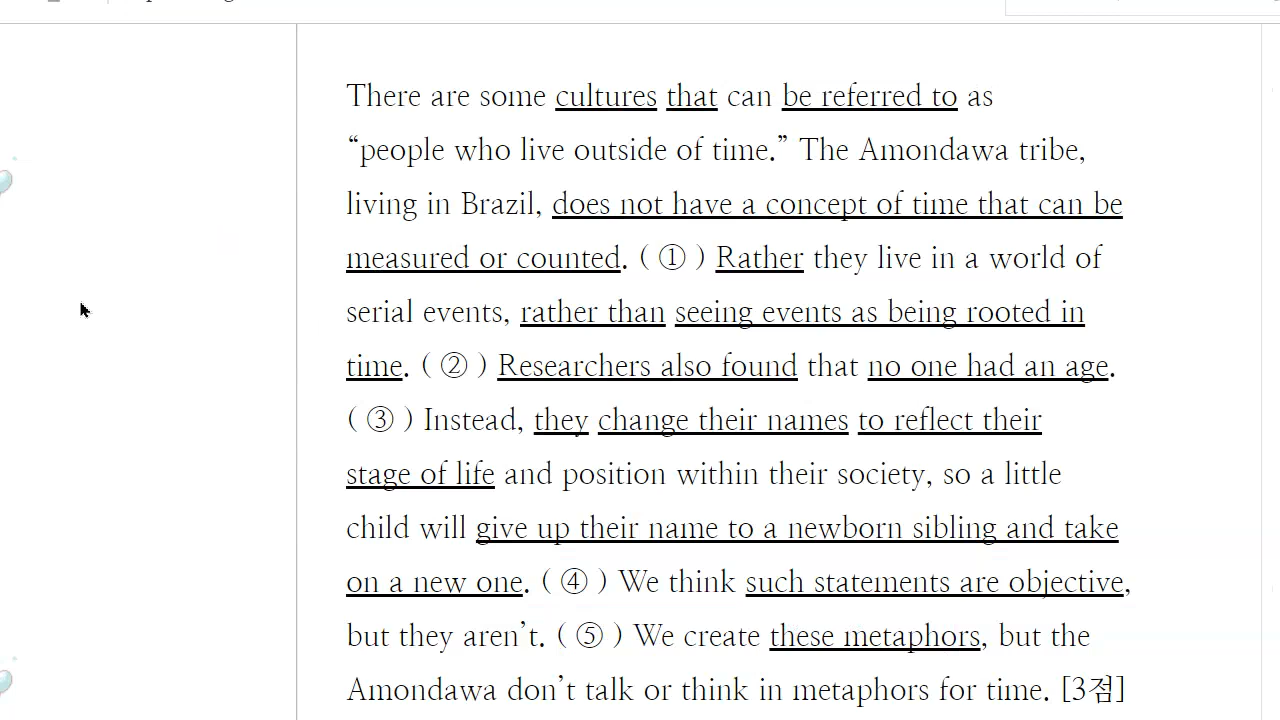 There are some cultures that can be referred to as
“people who live outside of time.” The Amondawa tribe,
living in Brazil, does not have a concept of time that can be
measured or counted. ( ① ) Rather they live in a world of
serial events, rather than seeing events as being rooted in
time. ( ② ) Researchers also found that no one had an age.
( ③ ) Instead, they change their names to reflect their
stage of life and position within their society, so a little
child will give up their name to a newborn sibling and take
on a new one. ( ④ ) We think such statements are objective,
but they aren’t. ( ⑤ ) We create these metaphors, but the
Amondawa don’t talk or think in metaphors for time. [3점]